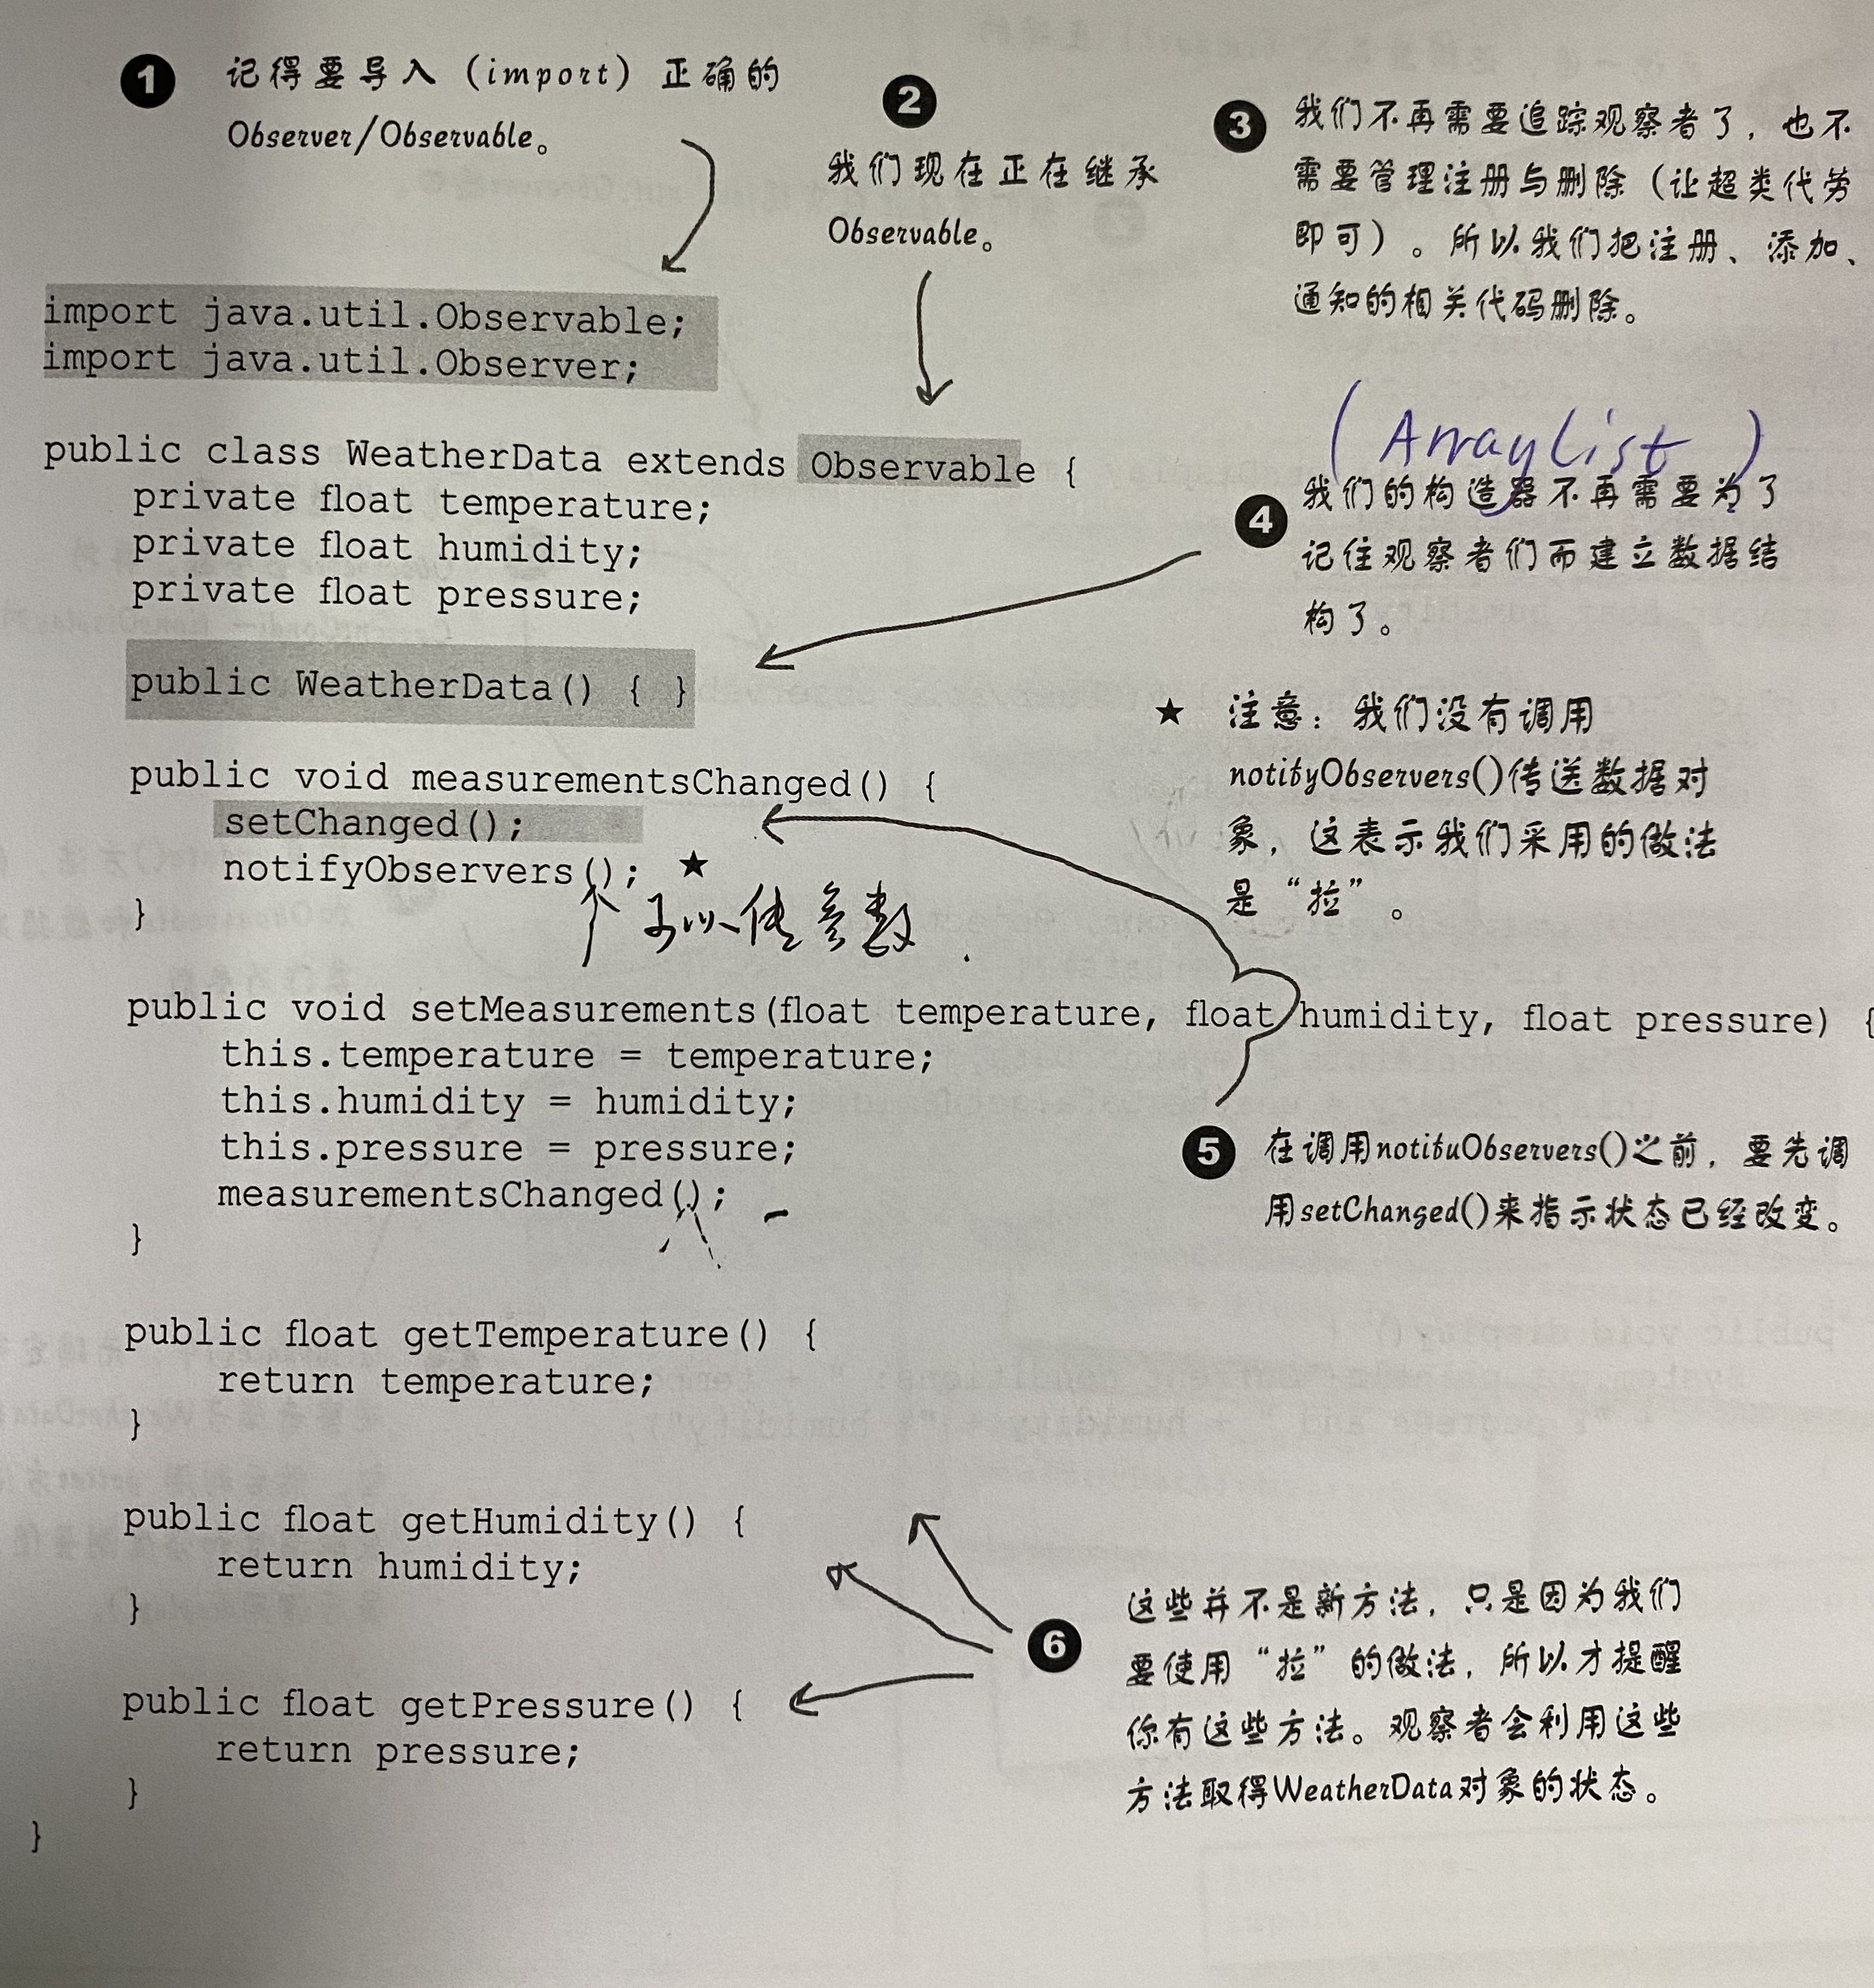 1 记得要导入（import）正确的
Observer/Observable。
2
我们现在正在继承
Observable。
3 我们不再需要追踪观察者了，也不
需要管理注册与删除（让超类代劳
即可）。所以我们把注册、添加、
通知的相关代码删除。
import java.util.Observable;
import java.util.Observer;
public class WeatherData extends Observable {
private float temperature;
private float humidity;
private float pressure;
(ArrayList)
4 我们的构造器不再需要为了
记住观察者们而建立数据结
构了。
public WeatherData() { }
★ 注意：我们没有调用
notifyObservers()传送数据对
象，这表示我们采用的做法
是“拉”。
public void measurementsChanged() {
setChanged();
notifyObservers(); ★
可以传参数
}
public void setMeasurements(float temperature, float humidity, float pressure) {
this.temperature = temperature;
this.humidity = humidity;
this.pressure = pressure;
measurementsChanged();
}
5 在调用notifuObservers()之前，要先调
用setChanged()来指示状态已经改变。
public float getTemperature() {
return temperature;
}
public float getHumidity() {
return humidity;
}
public float getPressure() {
return pressure;
}
}
6 这些并不是新方法，只是因为我们
要使用“拉”的做法，所以才提醒
你有这些方法。观察者会利用这些
方法取得WeatherData对象的状态。